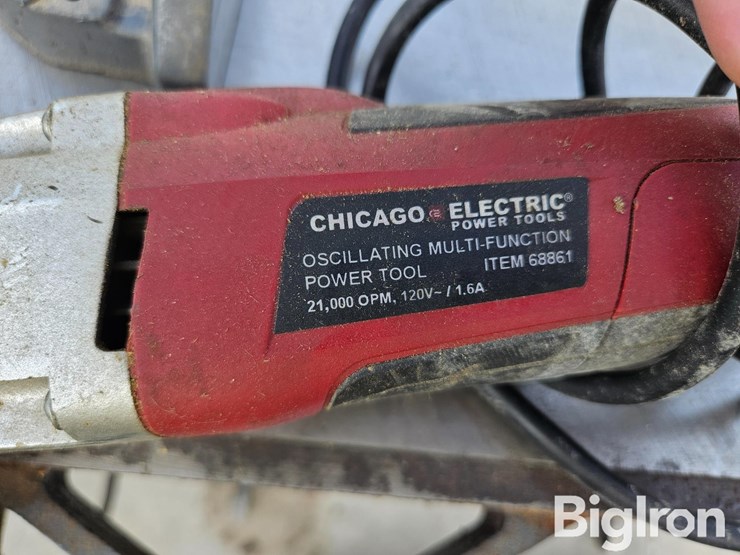 CHICAGO ELECTRIC®
POWER TOOLS
OSCILLATING MULTI-FUNCTION
POWER TOOL ITEM 68861
21,000 OPM, 120V~ / 1.6A
BigIron